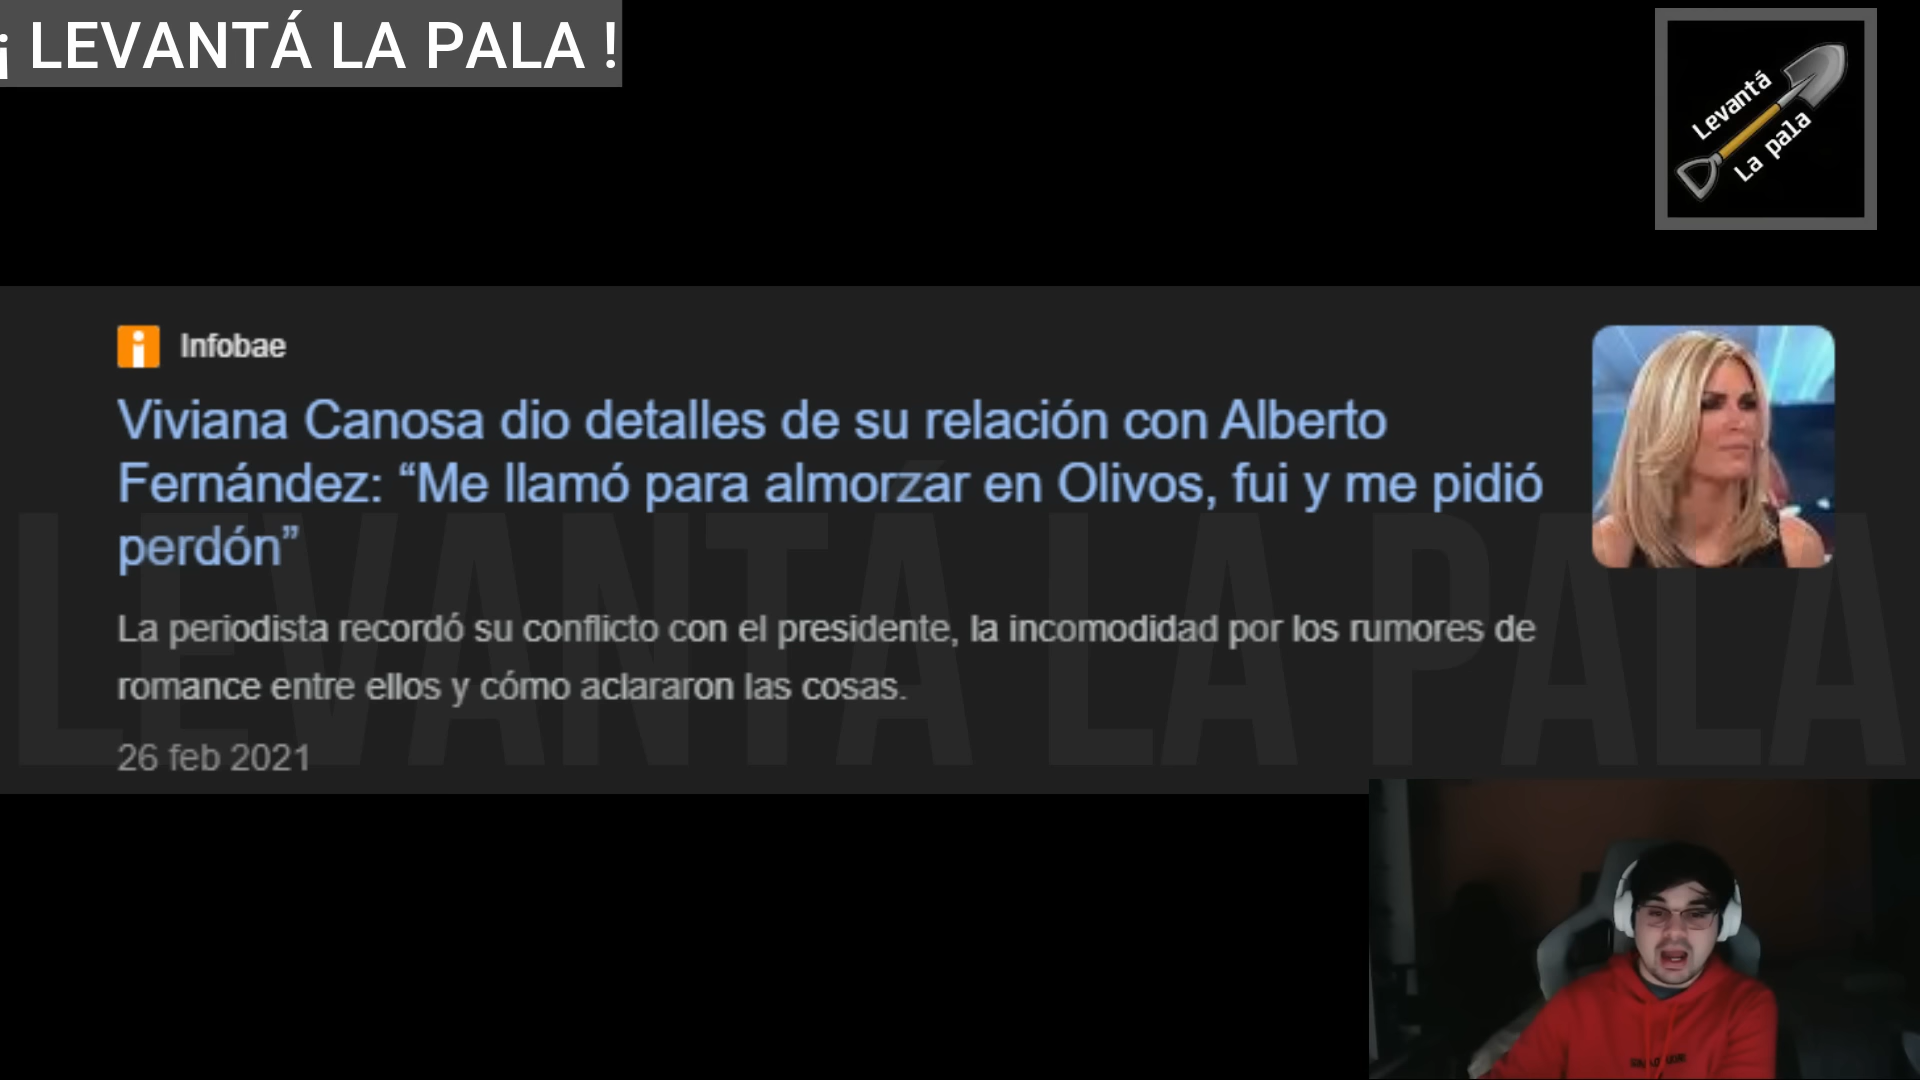 ¡ LEVANTÁ LA PALA !
Levantá
La pala
Infobae
Viviana Canosa dio detalles de su relación con Alberto
Fernández: “Me llamó para almorzar en Olivos, fui y me pidió
perdón”
La periodista recordó su conflicto con el presidente, la incomodidad por los rumores de
romance entre ellos y cómo aclararon las cosas.
26 feb 2021
LEVANTÁ LA PALA